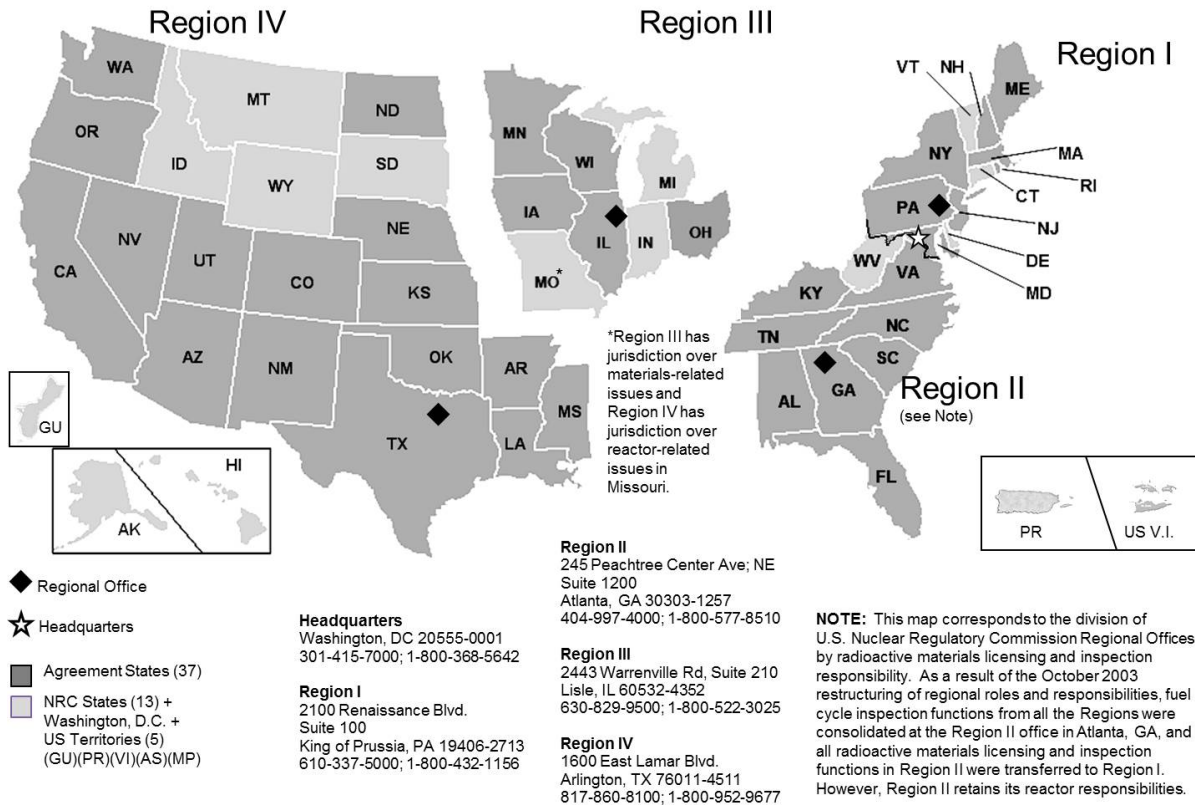 Region IV
Region III
Region I
WA
OR
CA
NV
ID
MT
WY
UT
AZ
CO
NM
ND
SD
NE
KS
OK
TX
MN
IA
MO*
WI
IL
MI
IN
OH
AR
LA
MS
VT
NH
ME
NY
MA
RI
CT
PA
NJ
DE
MD
WV
VA
KY
TN
NC
SC
AL
GA
FL
Region II
(see Note)
*Region III has
jurisdiction over
materials-related
issues and
Region IV has
jurisdiction over
reactor-related
issues in
Missouri.
GU
AK
HI
PR
US V.I.
Regional Office
Headquarters
Agreement States (37)
NRC States (13) +
Washington, D.C. +
US Territories (5)
(GU)(PR)(VI)(AS)(MP)
Headquarters
Washington, DC 20555-0001
301-415-7000; 1-800-368-5642
Region I
2100 Renaissance Blvd.
Suite 100
King of Prussia, PA 19406-2713
610-337-5000; 1-800-432-1156
Region II
245 Peachtree Center Ave; NE
Suite 1200
Atlanta, GA 30303-1257
404-997-4000; 1-800-577-8510
Region III
2443 Warrenville Rd, Suite 210
Lisle, IL 60532-4352
630-829-9500; 1-800-522-3025
Region IV
1600 East Lamar Blvd.
Arlington, TX 76011-4511
817-860-8100; 1-800-952-9677
NOTE: This map corresponds to the division of
U.S. Nuclear Regulatory Commission Regional Offices
by radioactive materials licensing and inspection
responsibility. As a result of the October 2003
restructuring of regional roles and responsibilities, fuel
cycle inspection functions from all the Regions were
consolidated at the Region II office in Atlanta, GA, and
all radioactive materials licensing and inspection
functions in Region II were transferred to Region I.
However, Region II retains its reactor responsibilities.